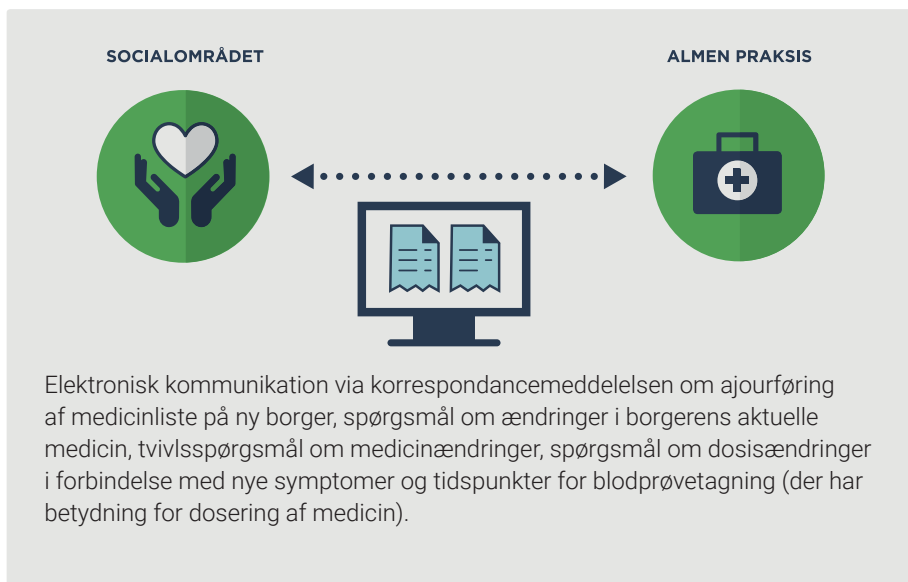 SOCIALOMRÅDET
ALMEN PRAKSIS
Elektronisk kommunikation via korrespondancemeddelelsen om ajourføring
af medicinliste på ny borger, spørgsmål om ændringer i borgerens aktuelle
medicin, tvivlsspørgsmål om medicinændringer, spørgsmål om dosisændringer
i forbindelse med nye symptomer og tidspunkter for blodprøvetagning (der har
betydning for dosering af medicin).